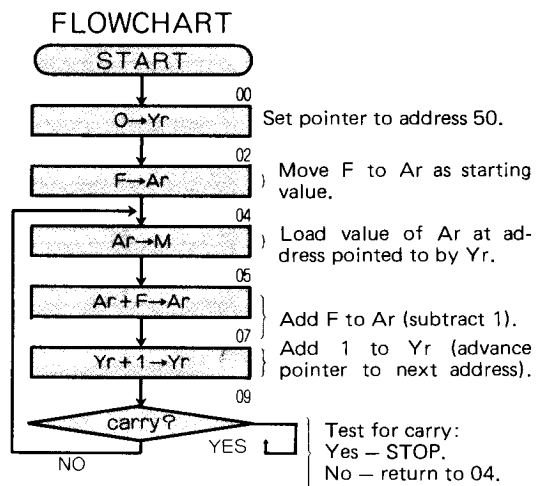 FLOWCHART
START
00
0→Yr
Set pointer to address 50.
02
F→Ar
Move F to Ar as starting
value.
04
Ar→M
Load value of Ar at ad-
dress pointed to by Yr.
05
Ar + F→Ar
Add F to Ar (subtract 1).
07
Yr + 1→Yr
Add 1 to Yr (advance
pointer to next address).
09
carry?
YES
NO
Test for carry:
Yes – STOP.
No – return to 04.